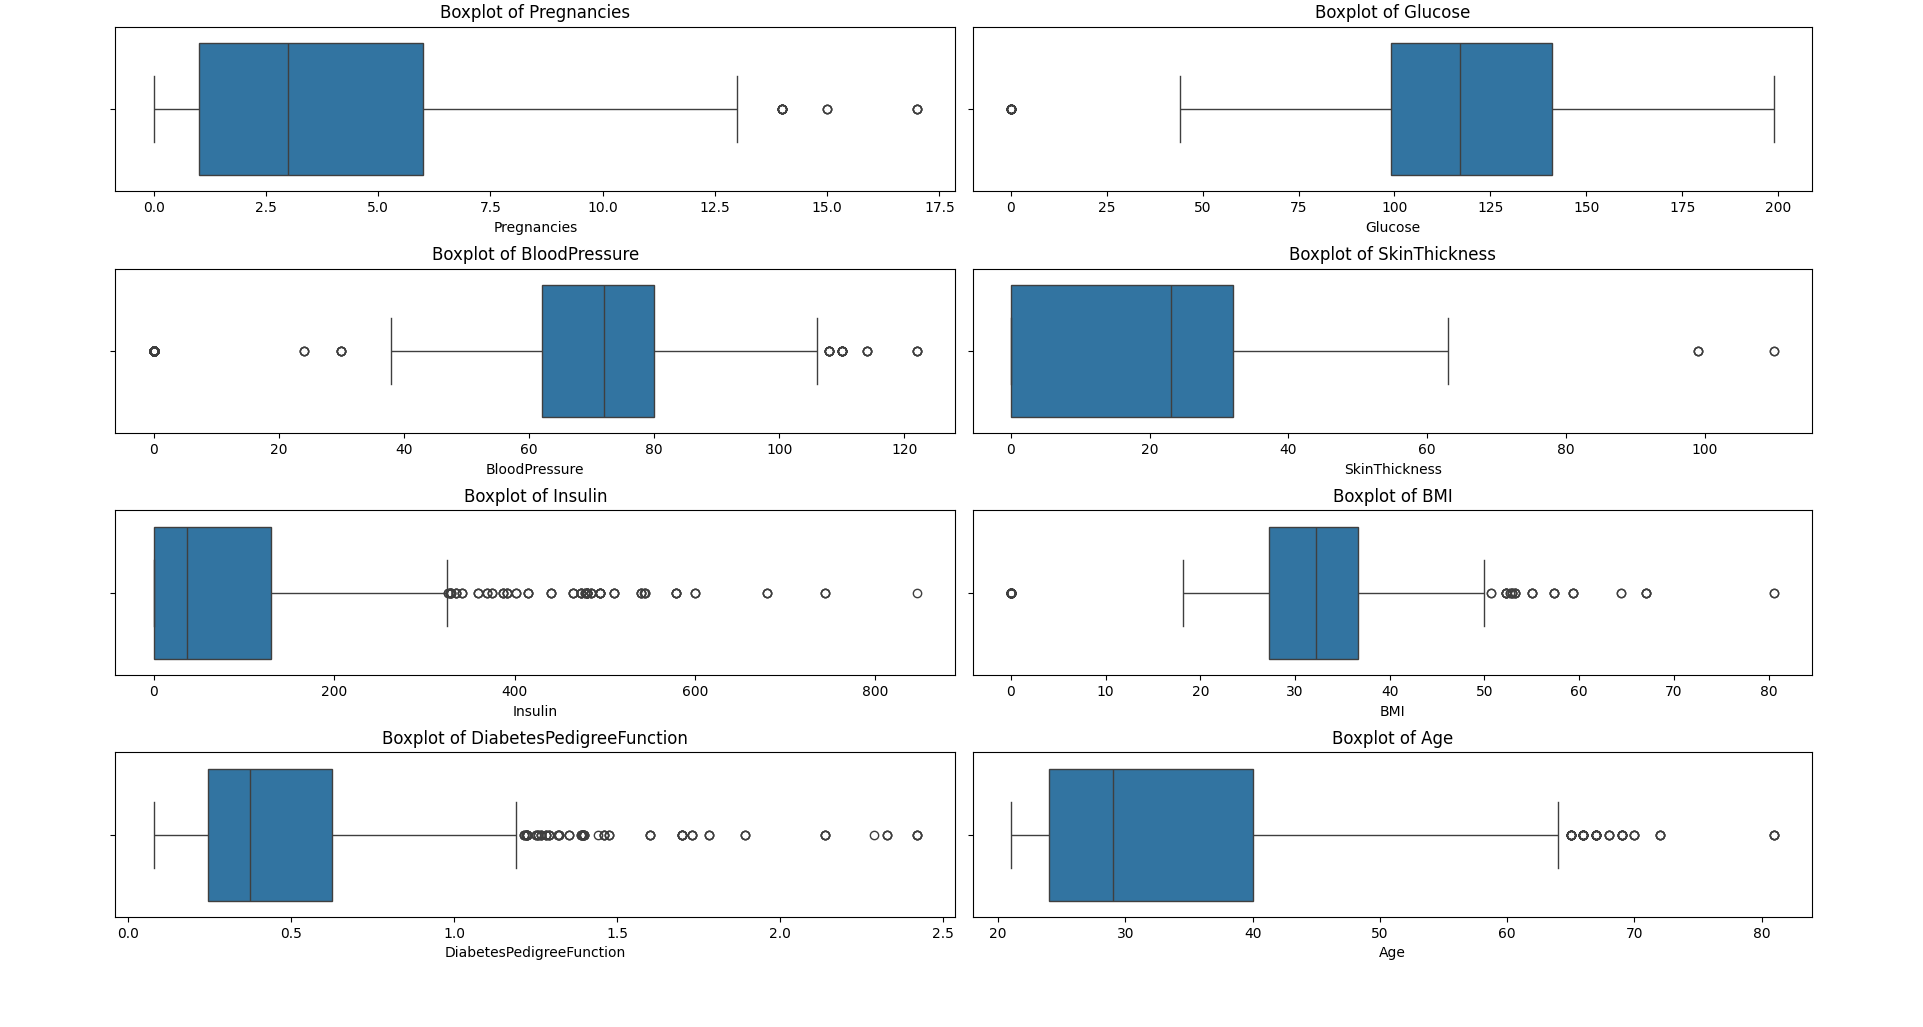 Boxplot of Pregnancies
0.0 2.5 5.0 7.5 10.0 12.5 15.0 17.5
Pregnancies
Boxplot of Glucose
0 25 50 75 100 125 150 175 200
Glucose
Boxplot of BloodPressure
0 20 40 60 80 100 120
BloodPressure
Boxplot of SkinThickness
0 20 40 60 80 100
SkinThickness
Boxplot of Insulin
0 200 400 600 800
Insulin
Boxplot of BMI
0 10 20 30 40 50 60 70 80
BMI
Boxplot of DiabetesPedigreeFunction
0.0 0.5 1.0 1.5 2.0 2.5
DiabetesPedigreeFunction
Boxplot of Age
20 30 40 50 60 70 80
Age